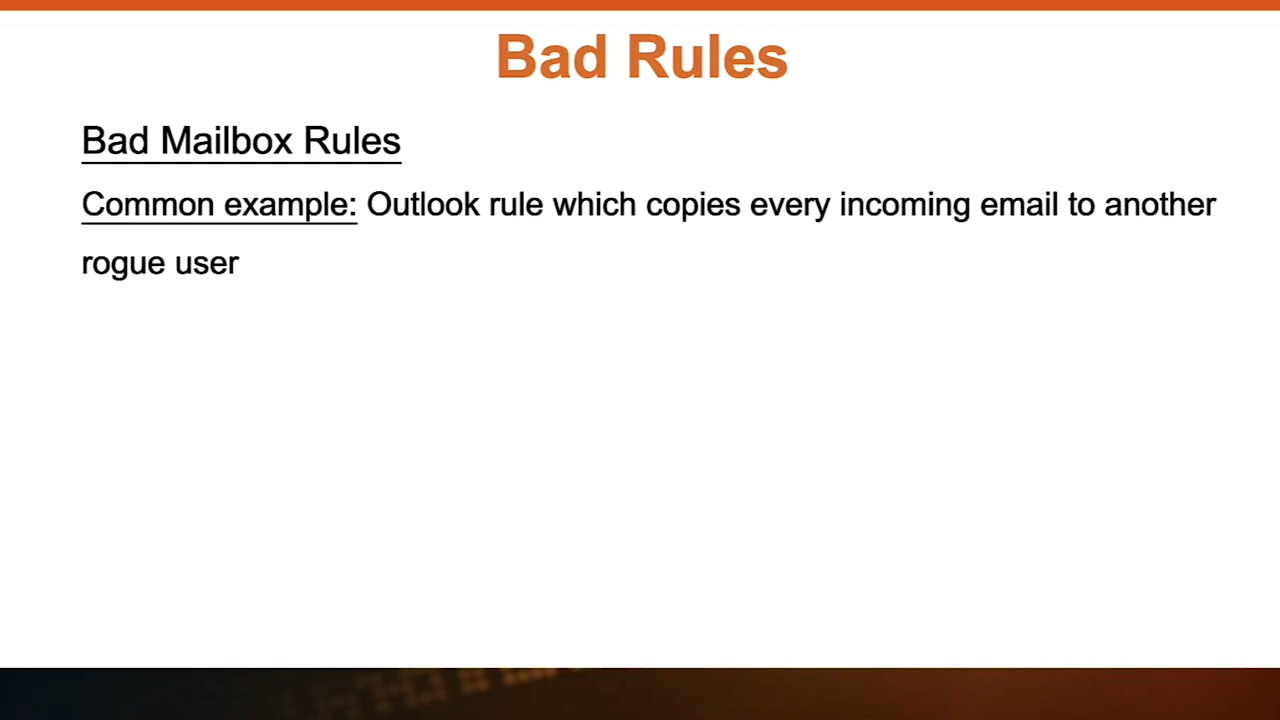 Bad Rules
Bad Mailbox Rules
Common example: Outlook rule which copies every incoming email to another
rogue user